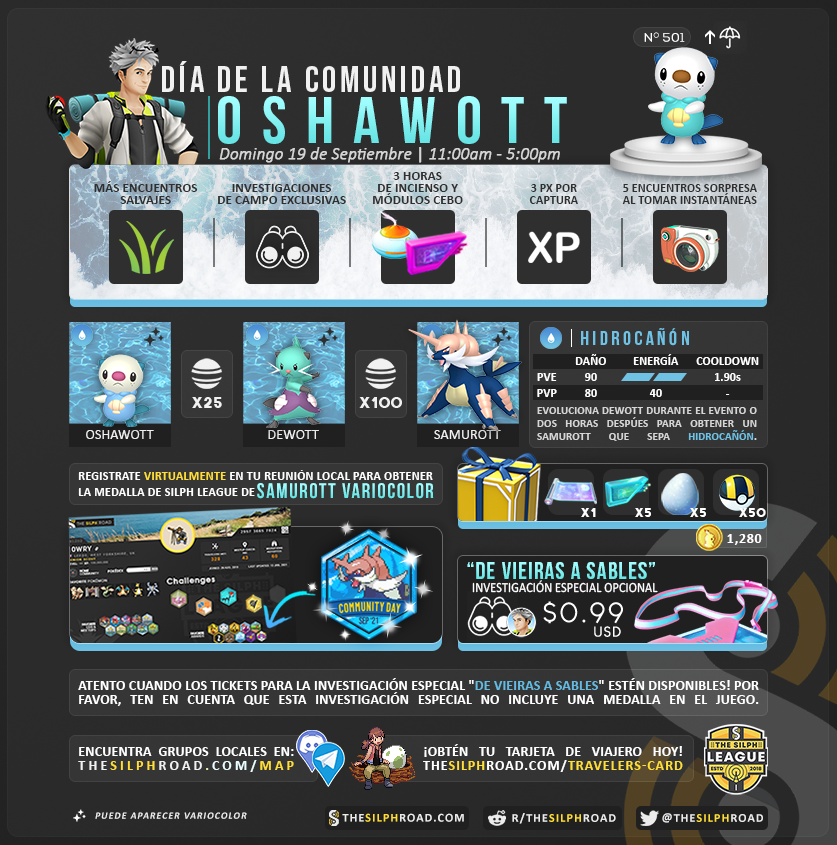 Nº 501
DÍA DE LA COMUNIDAD
OSHAWOTT
Domingo 19 de Septiembre | 11:00am - 5:00pm
MÁS ENCUENTROS
SALVAJES
INVESTIGACIONES
DE CAMPO EXCLUSIVAS
3 HORAS
DE INCIENSO Y
MÓDULOS CEBO
3 PX POR
CAPTURA
5 ENCUENTROS SORPRESA
AL TOMAR INSTANTÁNEAS
XP
X25
X100
OSHAWOTT
DEWOTT
SAMUROTT
HIDROCAÑÓN
DAÑO ENERGÍA COOLDOWN
PVE 90 1.90s
PVP 80 40 -
EVOLUCIONA DEWOTT DURANTE EL EVENTO O
DOS HORAS DESPÚES PARA OBTENER UN
SAMUROTT QUE SEPA HIDROCAÑÓN.
REGISTRATE VIRTUALMENTE EN TU REUNIÓN LOCAL PARA OBTENER
LA MEDALLA DE SILPH LEAGUE DE SAMUROTT VARIOCOLOR
X1
X5
X5
X50
1,280
THE SILPH ROAD
Challenges
COMMUNITY DAY
SEP '21
"DE VIEIRAS A SABLES"
INVESTIGACIÓN ESPECIAL OPCIONAL
$0.99
USD
ATENTO CUANDO LOS TICKETS PARA LA INVESTIGACIÓN ESPECIAL "DE VIEIRAS A SABLES" ESTÉN DISPONIBLES! POR
FAVOR, TEN EN CUENTA QUE ESTA INVESTIGACIÓN ESPECIAL NO INCLUYE UNA MEDALLA EN EL JUEGO.
ENCUENTRA GRUPOS LOCALES EN:
THESILPHROAD.COM/MAP
¡OBTÉN TU TARJETA DE VIAJERO HOY!
THESILPHROAD.COM/TRAVELERS-CARD
THE SILPH
LEAGUE
ESTD 2018
PUEDE APARECER VARIOCOLOR
THESILPHROAD.COM
R/THESILPHROAD
@THESILPHROAD